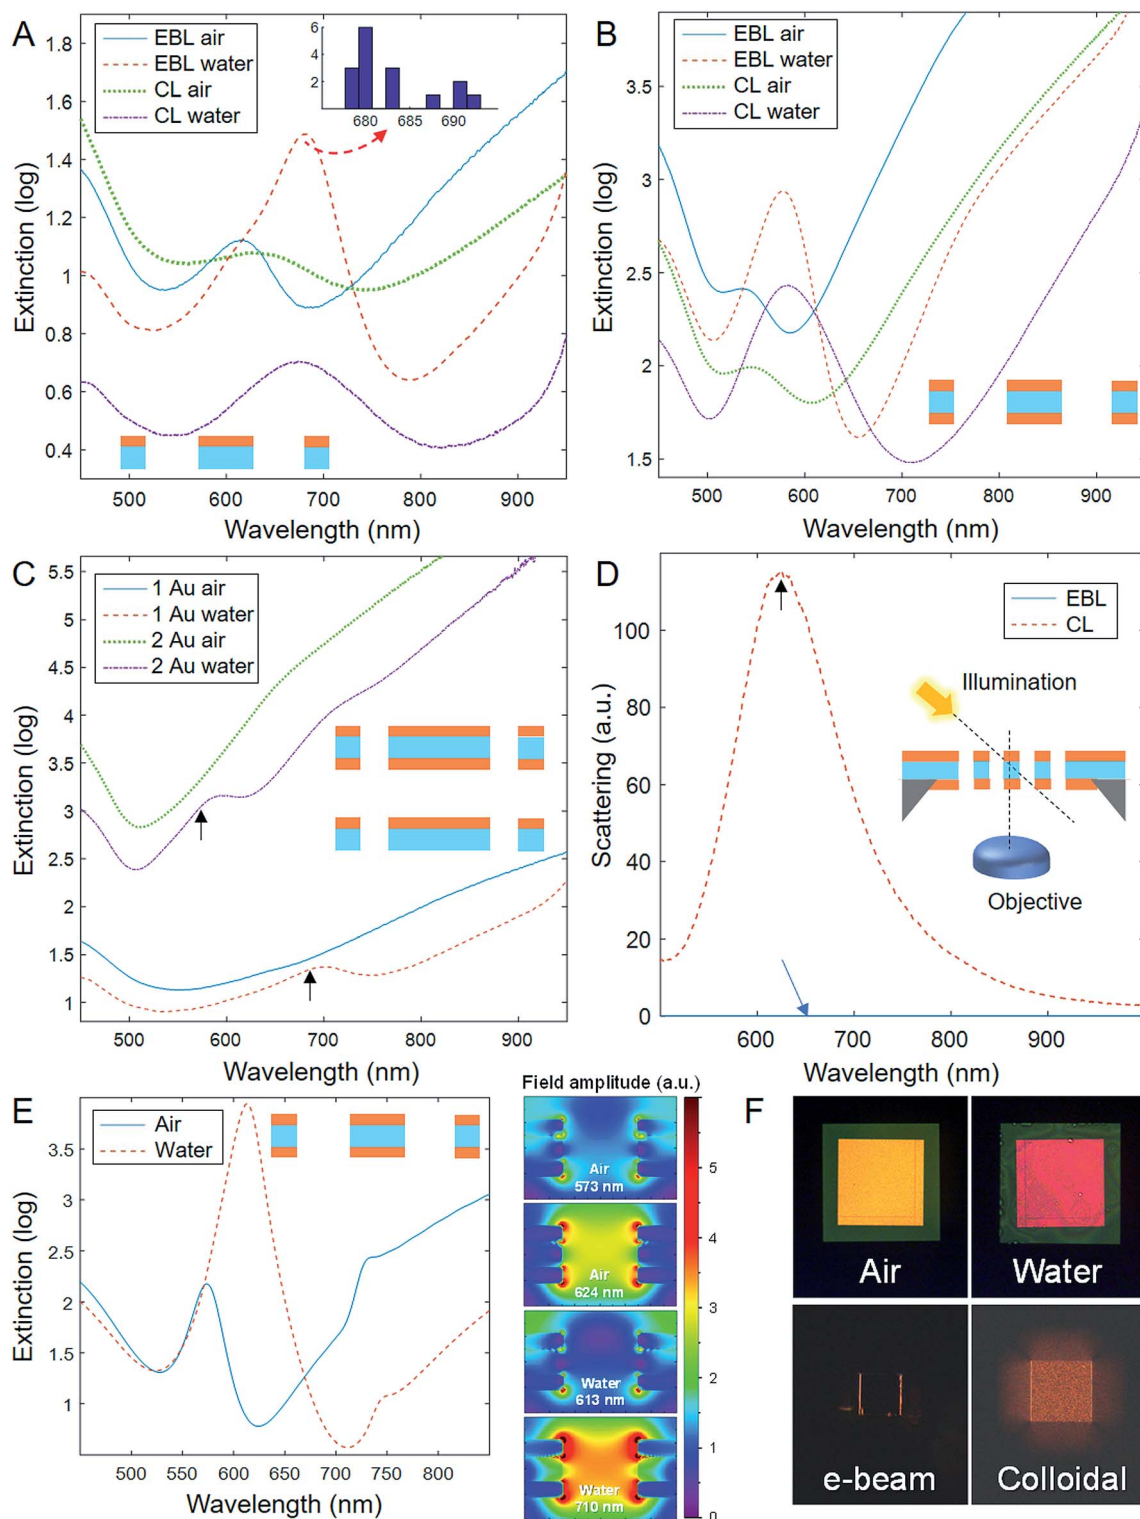 A
EBL air
EBL water
CL air
CL water
6
4
2
680 685 690
1.8
1.6
1.4
1.2
1
0.8
0.6
0.4
Extinction (log)
500 600 700 800 900
Wavelength (nm)
B
EBL air
EBL water
CL air
CL water
3.5
3
2.5
2
1.5
Extinction (log)
500 600 700 800 900
Wavelength (nm)
C
1 Au air
1 Au water
2 Au air
2 Au water
5.5
5
4.5
4
3.5
3
2.5
2
1.5
1
Extinction (log)
500 600 700 800 900
Wavelength (nm)
D
EBL
CL
Illumination
Objective
100
80
60
40
20
0
Scattering (a.u.)
600 700 800 900
Wavelength (nm)
E
Air
Water
3.5
3
2.5
2
1.5
1
Extinction (log)
500 550 600 650 700 750 800
Wavelength (nm)
Field amplitude (a.u.)
Air
573 nm
Air
624 nm
Water
613 nm
Water
710 nm
5
4
3
2
1
0
F
Air
Water
e-beam
Colloidal